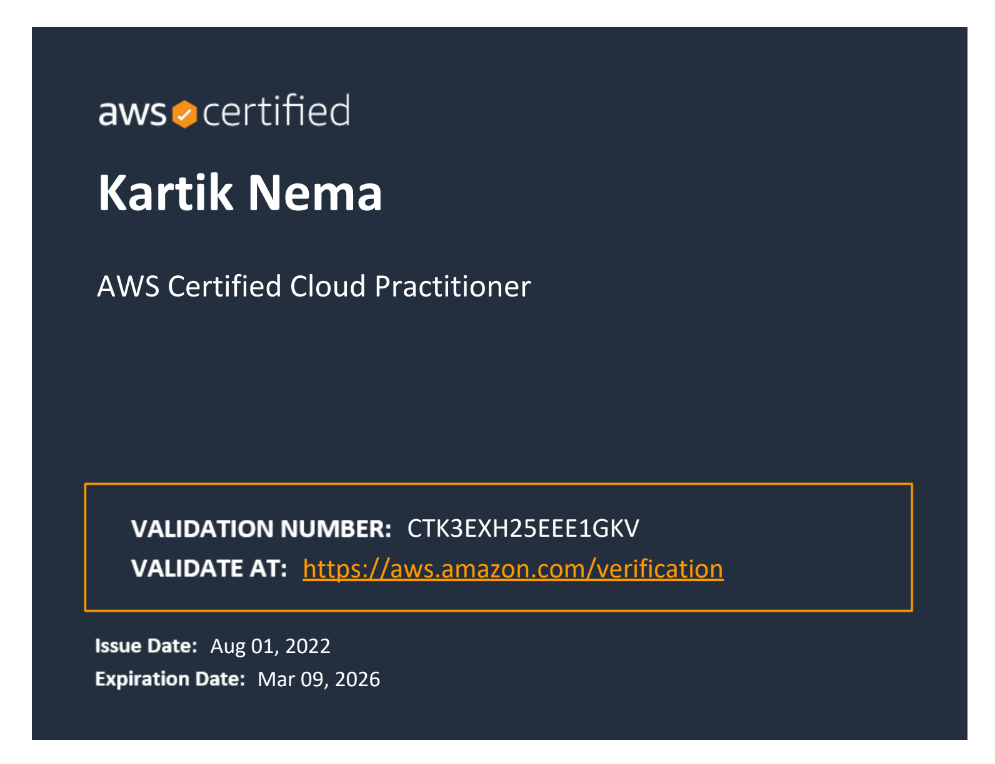 aws certified
Kartik Nema
AWS Certified Cloud Practitioner
VALIDATION NUMBER: CTK3EXH25EEE1GKV
VALIDATE AT: https://aws.amazon.com/verification
Issue Date: Aug 01, 2022
Expiration Date: Mar 09, 2026